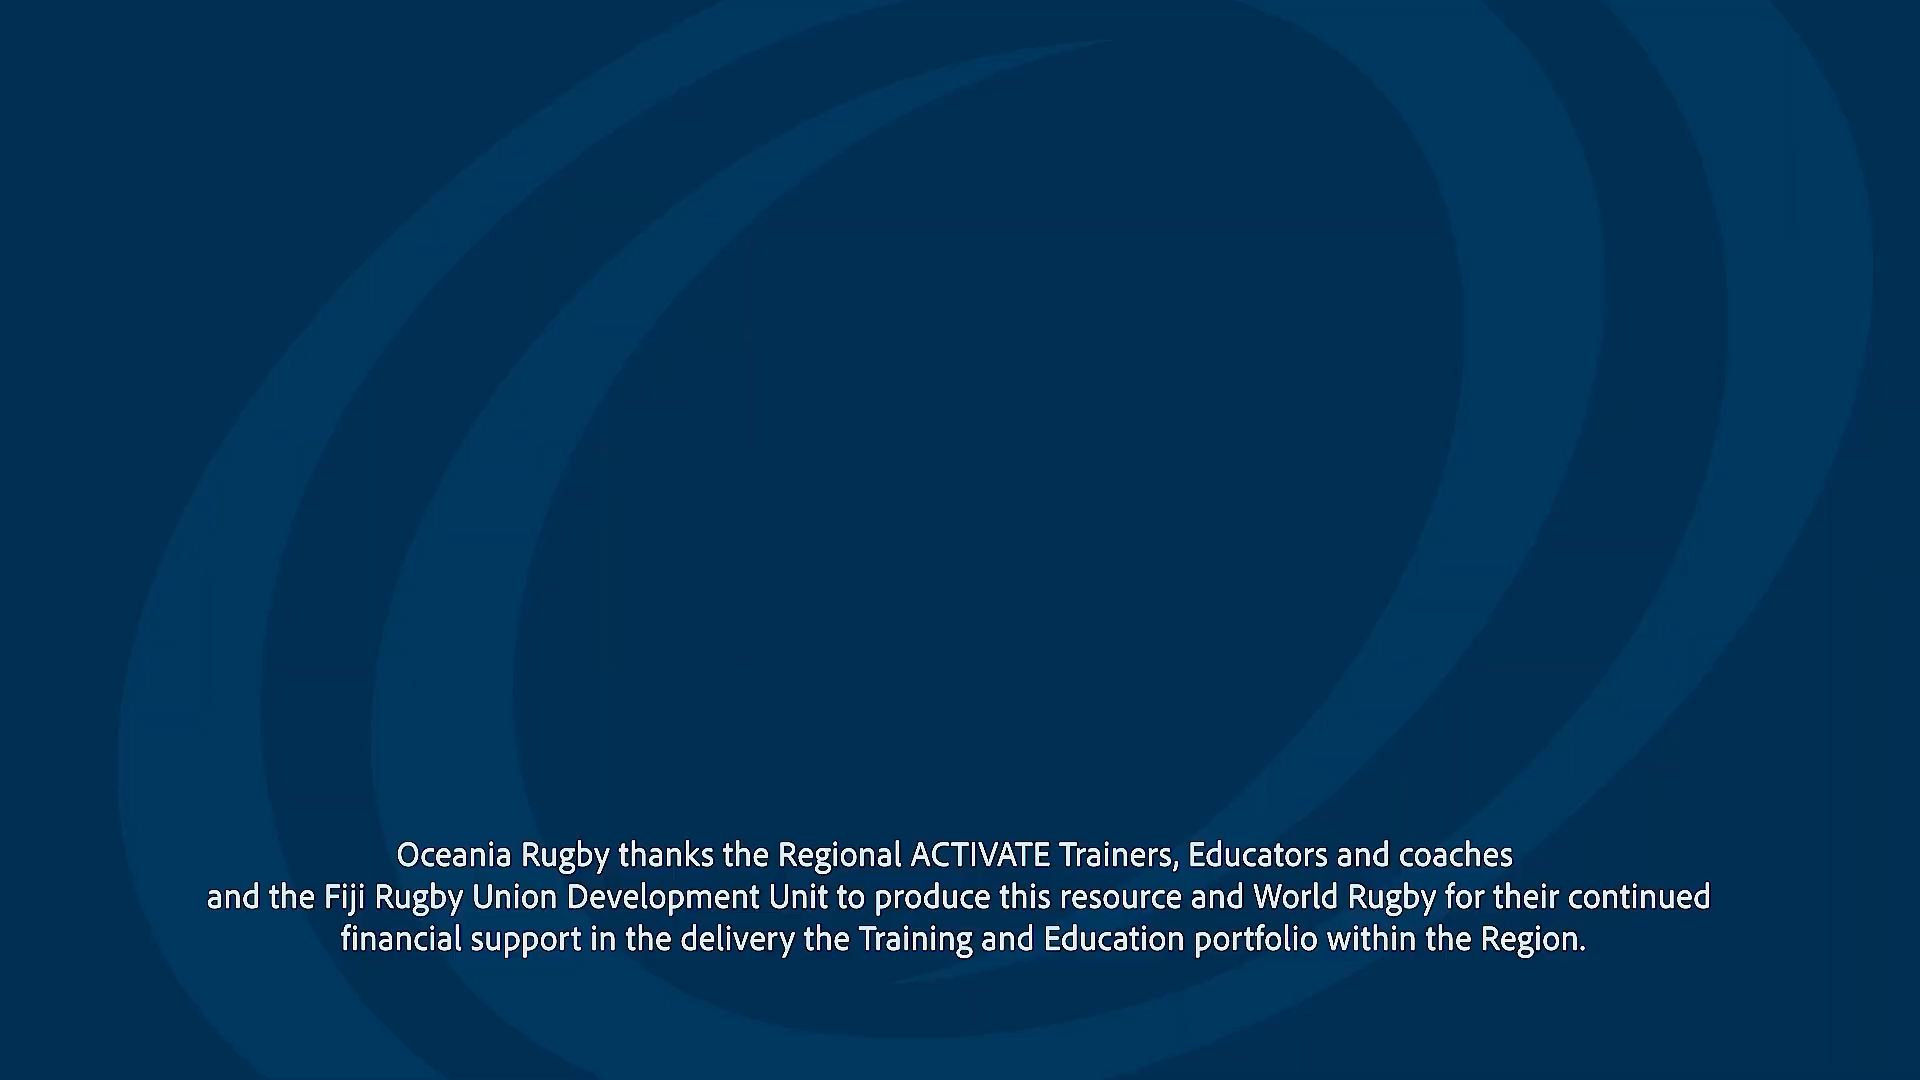 Oceania Rugby thanks the Regional ACTIVATE Trainers, Educators and coaches
and the Fiji Rugby Union Development Unit to produce this resource and World Rugby for their continued
financial support in the delivery the Training and Education portfolio within the Region.